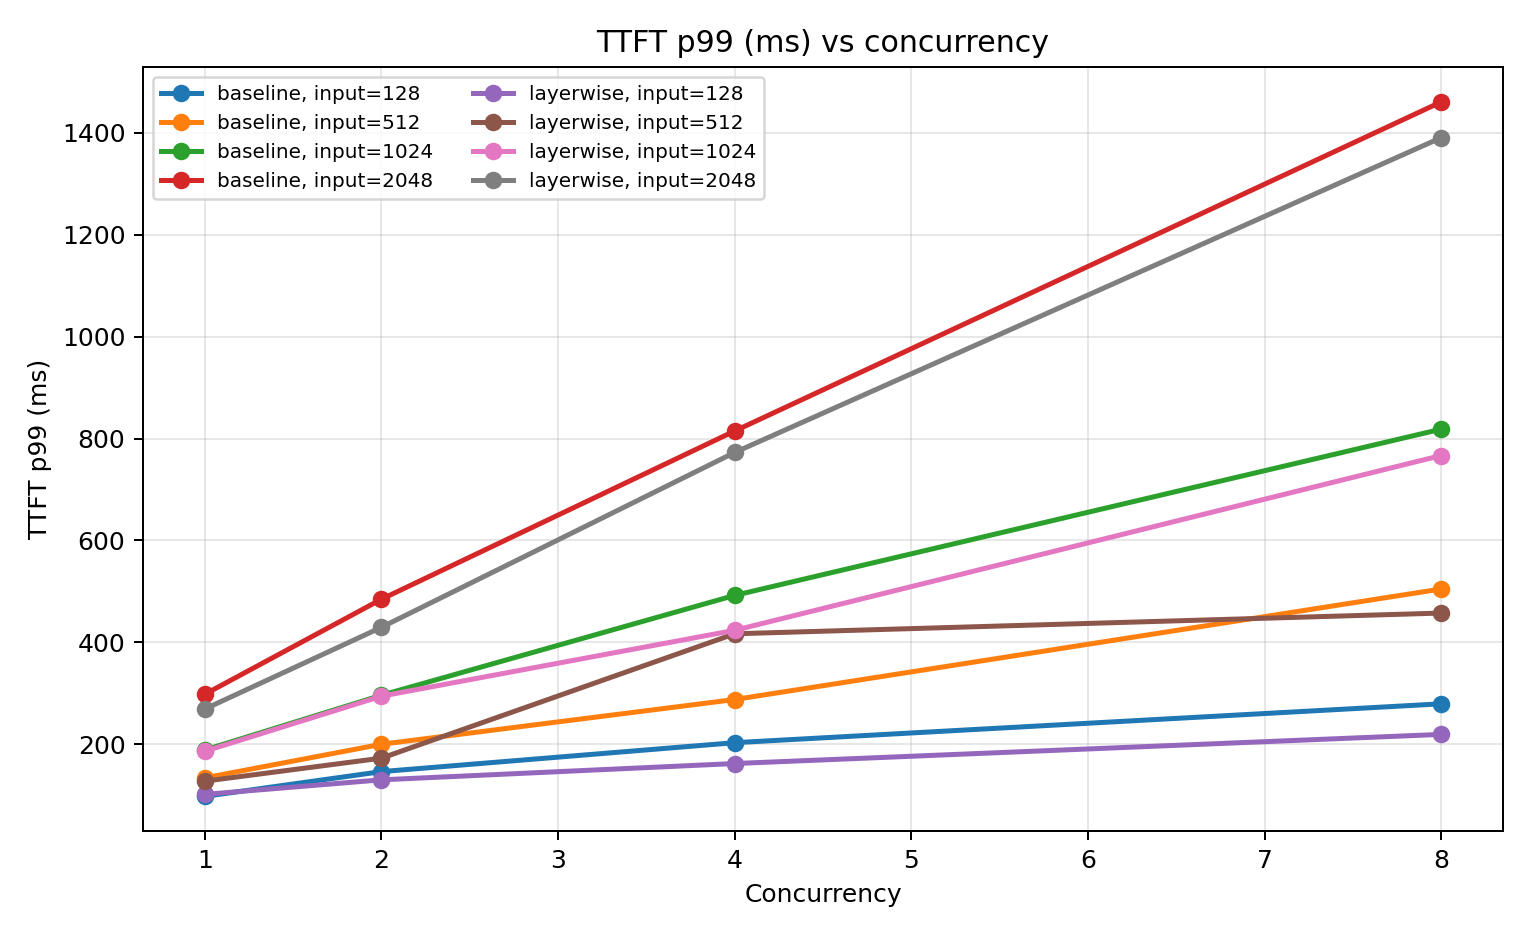 TTFT p99 (ms) vs concurrency
baseline, input=128
baseline, input=512
baseline, input=1024
baseline, input=2048
layerwise, input=128
layerwise, input=512
layerwise, input=1024
layerwise, input=2048
TTFT p99 (ms)
1400
1200
1000
800
600
400
200
1 2 3 4 5 6 7 8
Concurrency